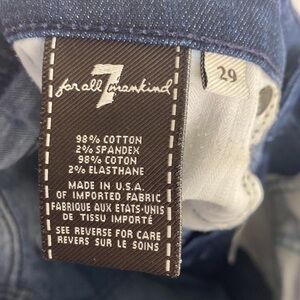 for all 7 mankind
29
98% COTTON
2% SPANDEX
98% COTON
2% ELASTHANE
MADE IN U.S.A.
OF IMPORTED FABRIC
FABRIQUE AUX ETATS-UNIS
DE TISSU IMPORTÉ
SEE REVERSE FOR CARE
REVERS SUR LE SOINS